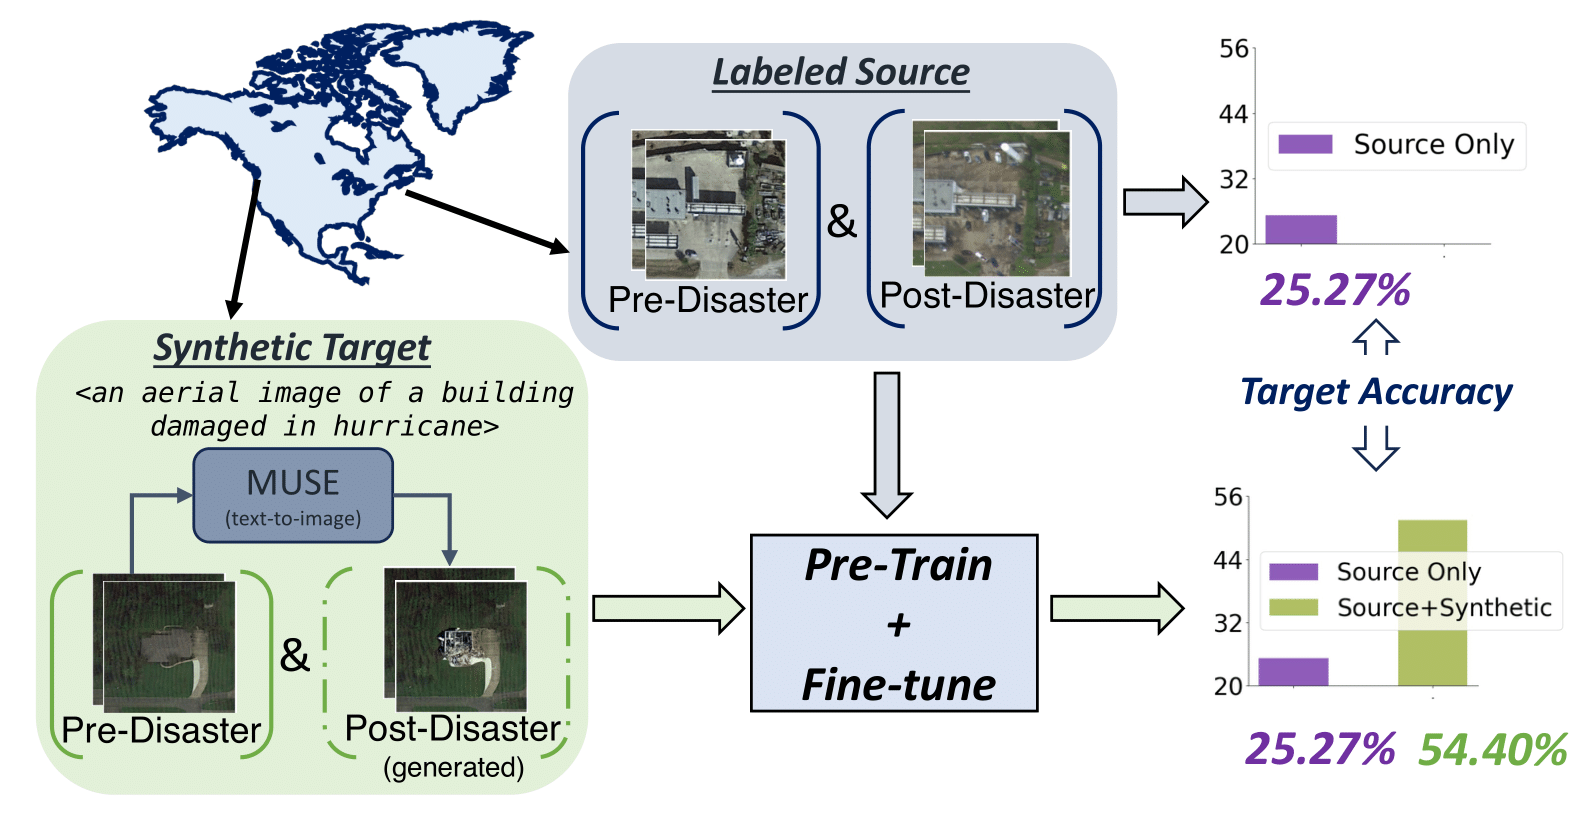 Labeled Source
Pre-Disaster
&
Post-Disaster
56
44
32
20
Source Only
25.27%
Target Accuracy
Synthetic Target
<an aerial image of a building
damaged in hurricane>
MUSE
(text-to-image)
Pre-Disaster
&
Post-Disaster
(generated)
Pre-Train
+
Fine-tune
56
44
32
20
Source Only
Source+Synthetic
25.27%
54.40%